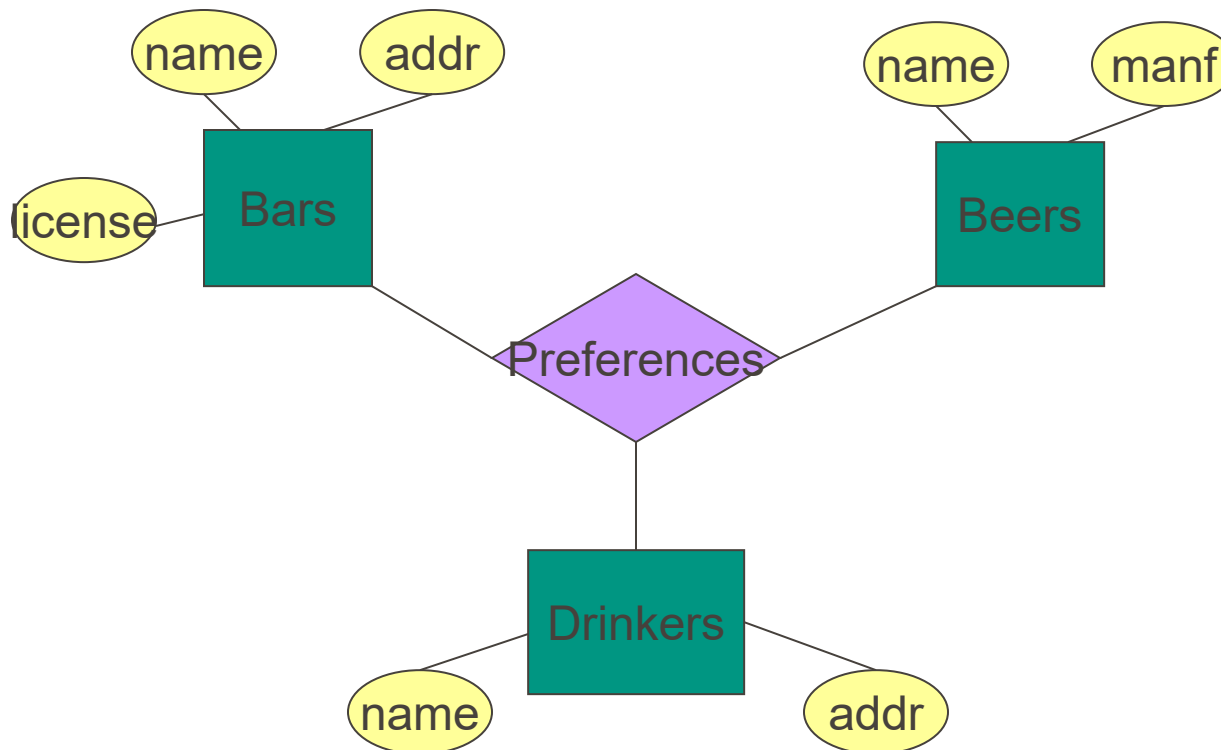 name
addr
name
manf
license
Bars
Beers
Preferences
Drinkers
name
addr